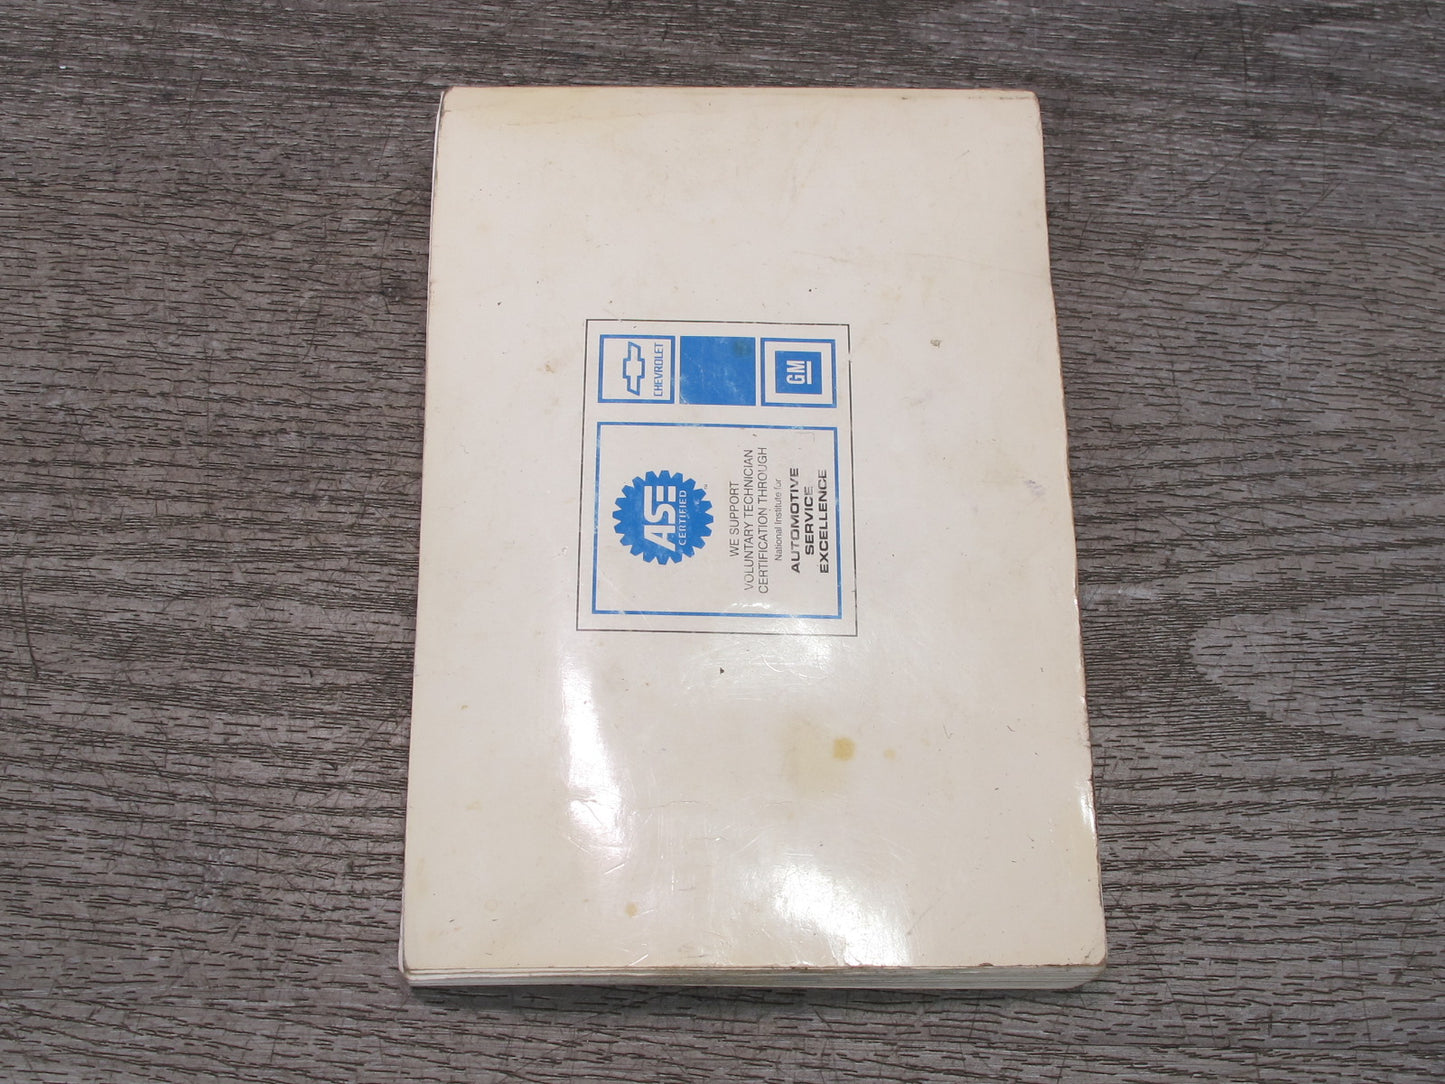 CHEVROLET
GM
ASE
CERTIFIED
WE SUPPORT
VOLUNTARY TECHNICIAN
CERTIFICATION THROUGH
National Institute for
AUTOMOTIVE
SERVICE
EXCELLENCE